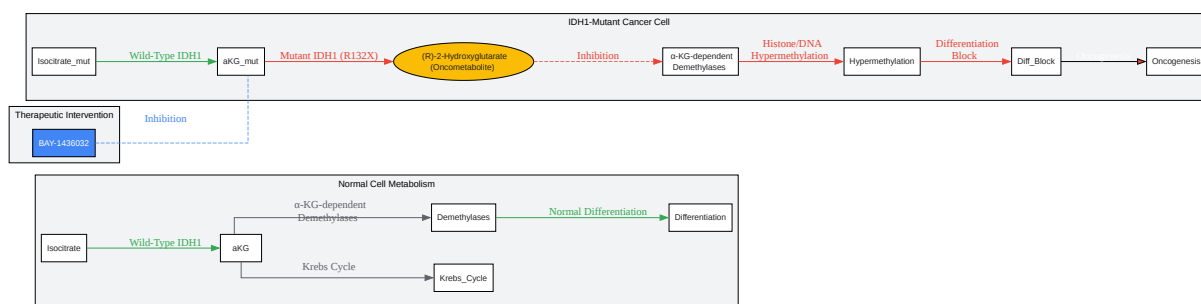 IDH1-Mutant Cancer Cell
Isocitrate_mut
Wild-Type IDH1
aKG_mut
Mutant IDH1 (R132X)
(R)-2-Hydroxyglutarate
(Oncometabolite)
Inhibition
α-KG-dependent
Demethylases
Histone/DNA
Hypermethylation
Hypermethylation
Differentiation
Block
Diff_Block
Oncogenesis
Therapeutic Intervention
BAY-1436032
Inhibition
Normal Cell Metabolism
Isocitrate
Wild-Type IDH1
aKG
α-KG-dependent
Demethylases
Demethylases
Normal Differentiation
Differentiation
Krebs Cycle
Krebs_Cycle